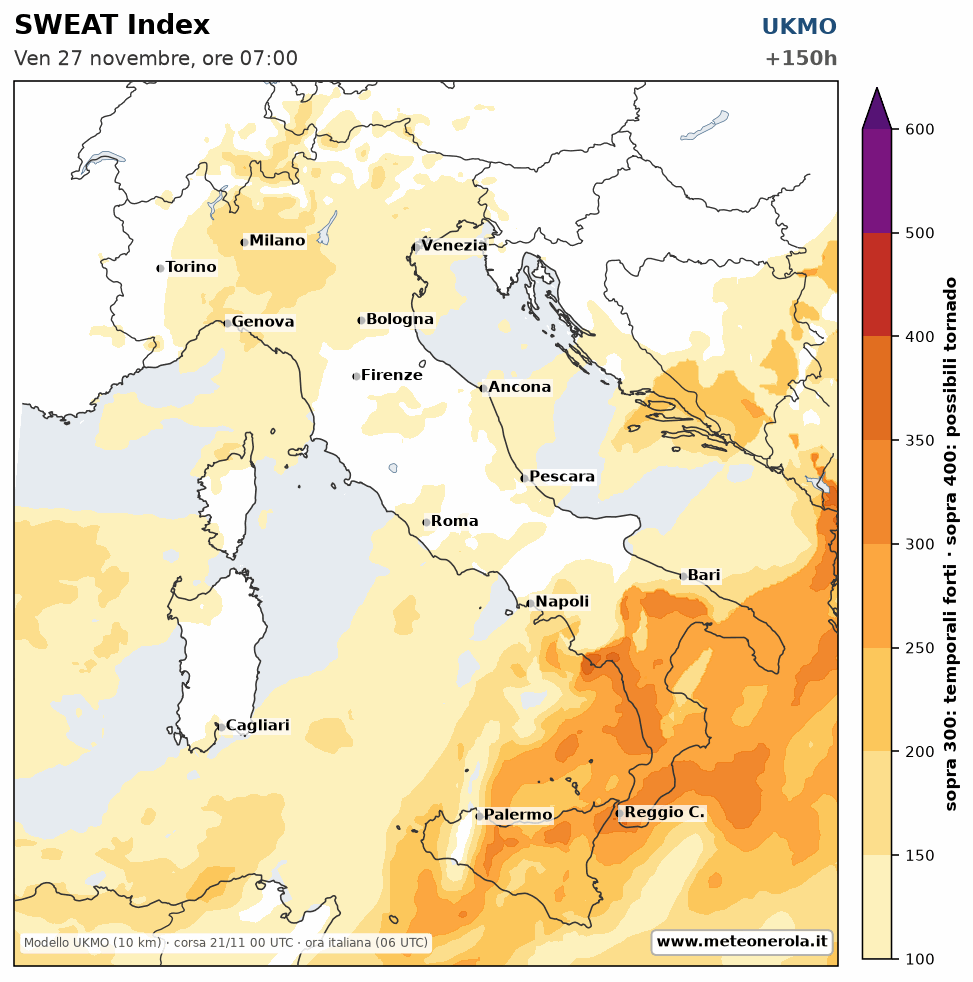 SWEAT Index
UKMO
Ven 27 novembre, ore 07:00
+150h
Milano
Venezia
Torino
Genova
Bologna
Firenze
Ancona
Pescara
Roma
Bari
Napoli
Cagliari
Palermo
Reggio C.
600
500
400
350
300
250
200
150
100
sopra 300: temporali forti · sopra 400: possibili tornado
Modello UKMO (10 km) · corsa 21/11 00 UTC · ora italiana (06 UTC)
www.meteonerola.it